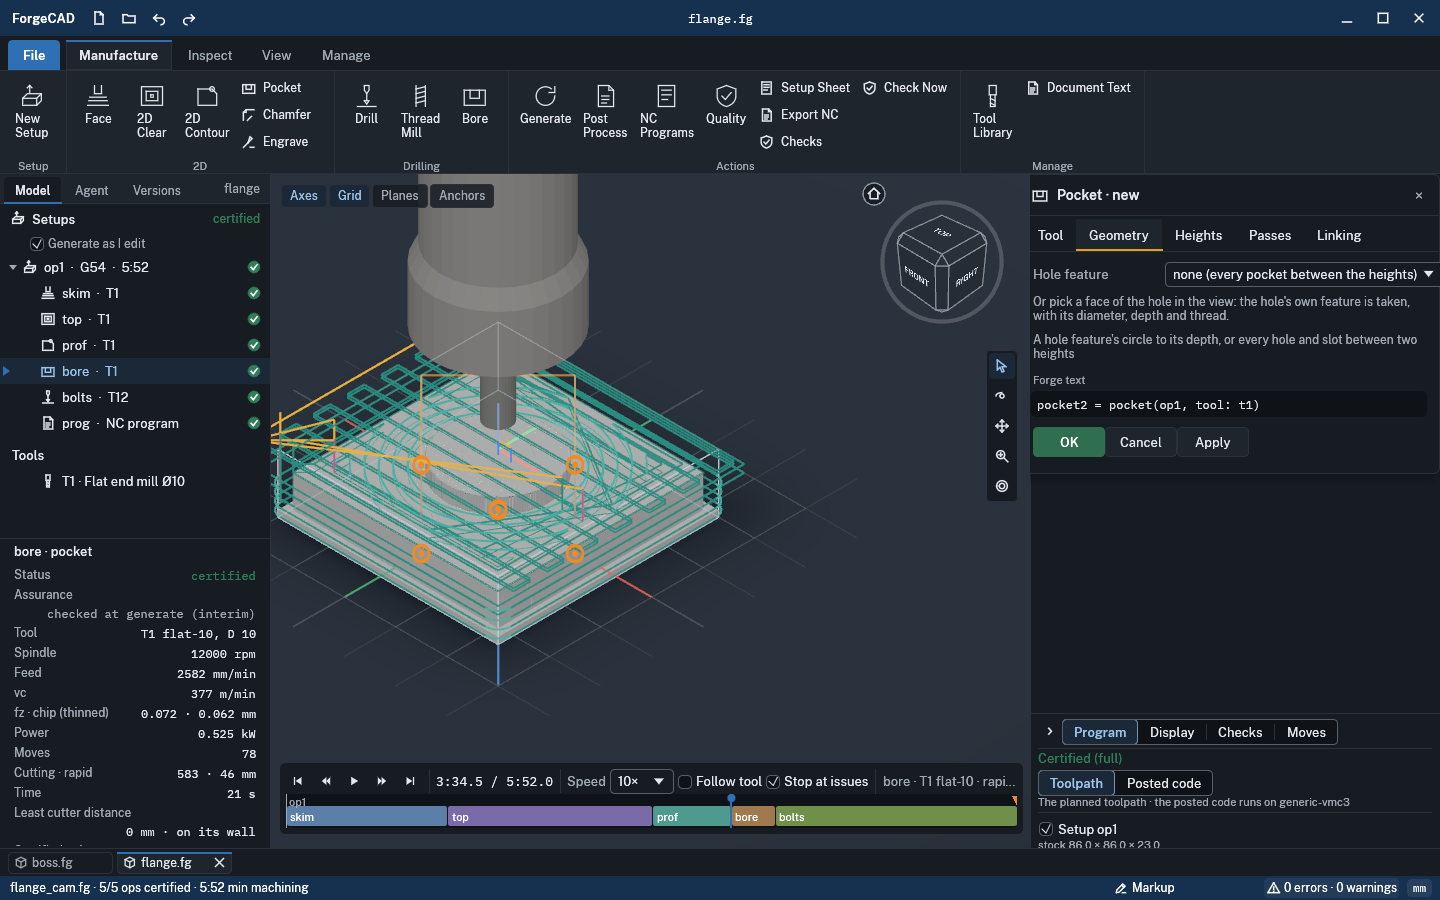 ForgeCAD
flange.fg
File
Manufacture
Inspect
View
Manage
New Setup
Face
2D Clear
2D Contour
Pocket
Chamfer
Engrave
Drill
Thread Mill
Bore
Generate
Post Process
NC Programs
Quality
Setup Sheet
Export NC
Checks
Check Now
Tool Library
Document Text
Setup
2D
Drilling
Actions
Manage
Model
Agent
Versions
flange
Setups
certified
Generate as I edit
op1 · G54 · 5:52
skim · T1
top · T1
prof · T1
bore · T1
bolts · T12
prog · NC program
Tools
T1 · Flat end mill Ø10
bore · pocket
Status certified
Assurance
checked at generate (interim)
Tool T1 flat-10, D 10
Spindle 12000 rpm
Feed 2582 mm/min
vc 377 m/min
fz · chip (thinned) 0.072 · 0.062 mm
Power 0.525 kW
Moves 78
Cutting · rapid 583 · 46 mm
Time 21 s
Least cutter distance
0 mm · on its wall
Axes
Grid
Planes
Anchors
TOP
FRONT
RIGHT
3:34.5 / 5:52.0
Speed
10×
Follow tool
Stop at issues
bore · T1 flat-10 · rapi...
op1
skim
top
prof
bore
bolts
Pocket · new
Tool
Geometry
Heights
Passes
Linking
Hole feature
none (every pocket between the heights)
Or pick a face of the hole in the view: the hole's own feature is taken,
with its diameter, depth and thread.
A hole feature's circle to its depth, or every hole and slot between two
heights
Forge text
pocket2 = pocket(op1, tool: t1)
OK
Cancel
Apply
Program
Display
Checks
Moves
Certified (full)
Toolpath
Posted code
The planned toolpath · the posted code runs on generic-vmc3
Setup op1
stock 86.0 × 86.0 × 23.0
boss.fg
flange.fg
flange_cam.fg · 5/5 ops certified · 5:52 min machining
Markup
0 errors · 0 warnings
mm